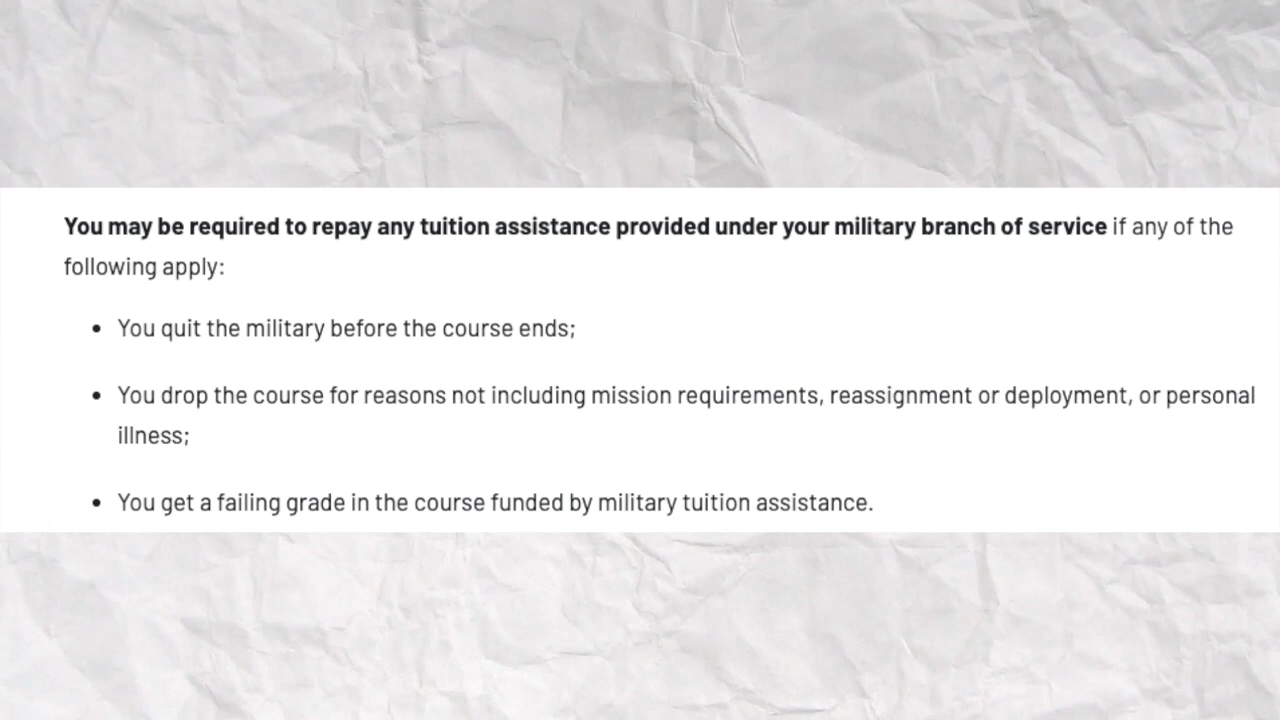 You may be required to repay any tuition assistance provided under your military branch of service if any of the
following apply:
• You quit the military before the course ends;
• You drop the course for reasons not including mission requirements, reassignment or deployment, or personal
illness;
• You get a failing grade in the course funded by military tuition assistance.